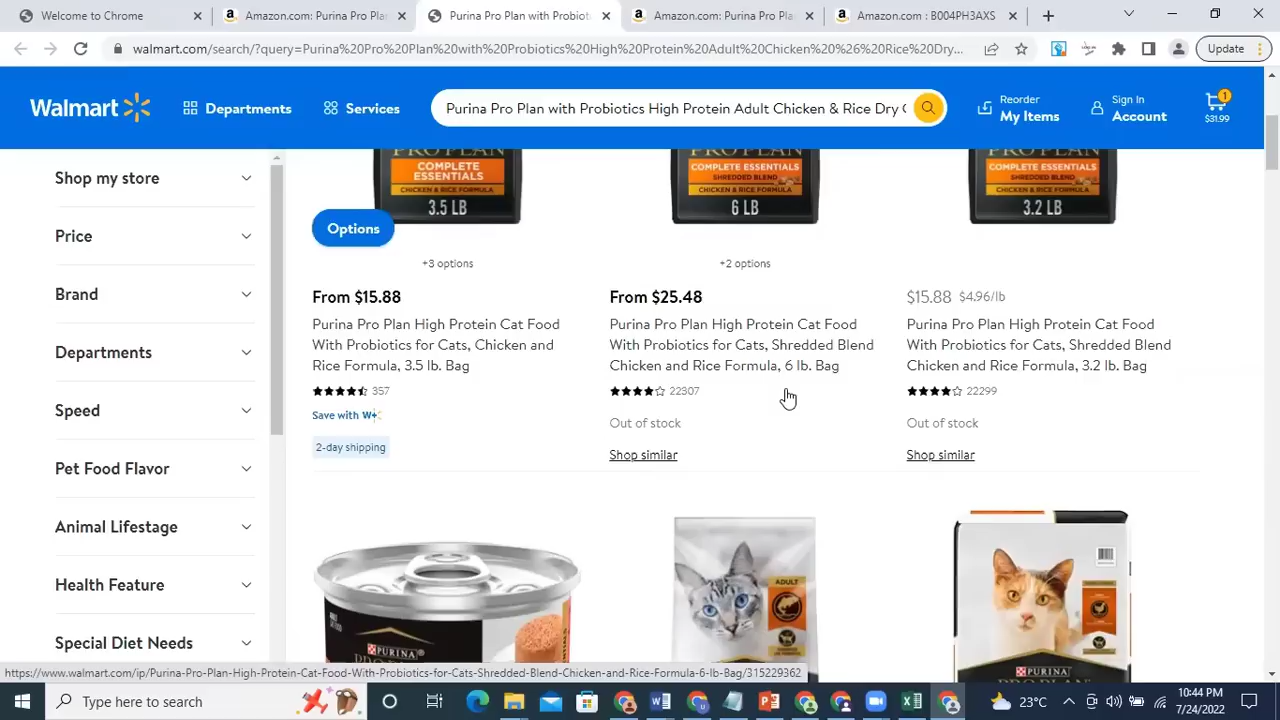 Welcome to Chrome
Amazon.com: Purina Pro Plan
Purina Pro Plan with Probiot
Amazon.com: Purina Pro Plan
Amazon.com : B004PH3AXS
walmart.com/search/?query=Purina%20Pro%20Plan%20with%20Probiotics%20High%20Protein%20Adult%20Chicken%20%26%20Rice%20Dry...
Update
Walmart
Departments
Services
Purina Pro Plan with Probiotics High Protein Adult Chicken & Rice Dry C
Reorder
My Items
Sign In
Account
1
$31.99
Shop my store
Price
Brand
Departments
Speed
Pet Food Flavor
Animal Lifestage
Health Feature
Special Diet Needs
PRO PLAN
COMPLETE
ESSENTIALS
CHICKEN & RICE FORMULA
3.5 LB
Options
+3 options
From $15.88
Purina Pro Plan High Protein Cat Food
With Probiotics for Cats, Chicken and
Rice Formula, 3.5 lb. Bag
357
Save with W+
2-day shipping
PRO PLAN
COMPLETE ESSENTIALS
SHREDDED BLEND
CHICKEN & RICE FORMULA
6 LB
+2 options
From $25.48
Purina Pro Plan High Protein Cat Food
With Probiotics for Cats, Shredded Blend
Chicken and Rice Formula, 6 lb. Bag
22307
Out of stock
Shop similar
PRO PLAN
COMPLETE ESSENTIALS
SHREDDED BLEND
CHICKEN & RICE FORMULA
3.2 LB
$15.88 $4.96/lb
Purina Pro Plan High Protein Cat Food
With Probiotics for Cats, Shredded Blend
Chicken and Rice Formula, 3.2 lb. Bag
22299
Out of stock
Shop similar
PURINA
PRO PLAN
ADULT
PURINA
https://www.walmart.com/ip/Purina-Pro-Plan-High-Protein-Cat-Food-With-Probiotics-for-Cats-Shredded-Blend-Chicken-and-Rice-Formula-6-lb-Bag/315229362
Type here to search
23°C
10:44 PM
7/24/2022